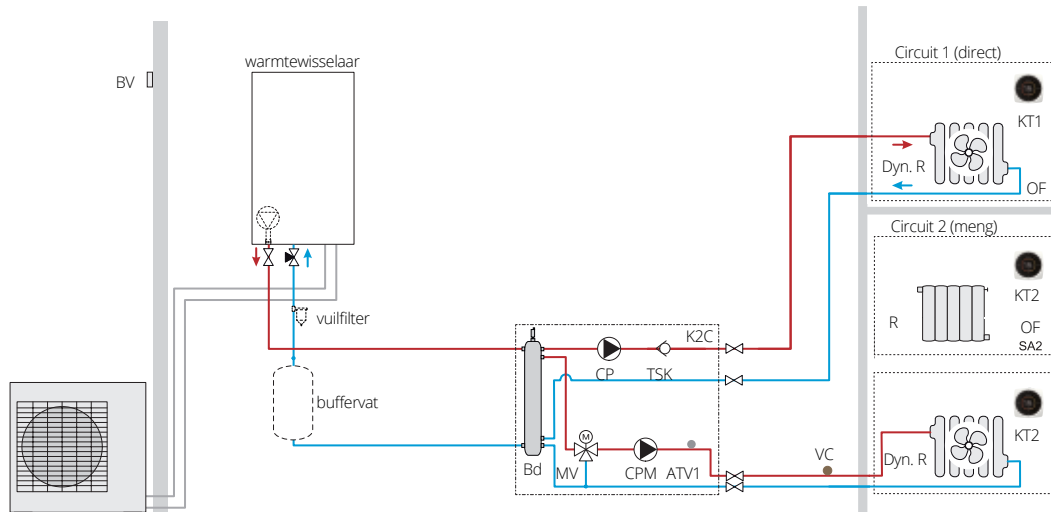 warmtewisselaar
BV
Circuit 1 (direct)
KT1
Dyn. R
OF
Circuit 2 (meng)
KT2
R
OF
SA2
vuilfilter
K2C
CP
TSK
buffervat
M
Bd
MV
CPM
ATV1
VC
Dyn. R
KT2